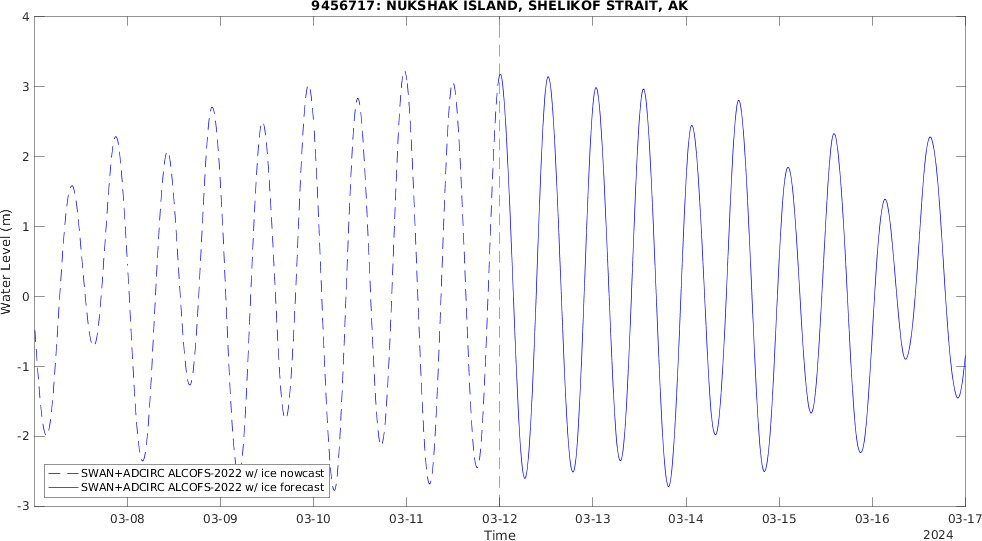 9456717: NUKSHAK ISLAND, SHELIKOF STRAIT, AK
4
3
2
1
0
-1
-2
-3
Water Level (m)
SWAN+ADCIRC ALCOFS-2022 w/ ice nowcast
SWAN+ADCIRC ALCOFS-2022 w/ ice forecast
03-08 03-09 03-10 03-11 03-12 03-13 03-14 03-15 03-16 03-17
Time
2024